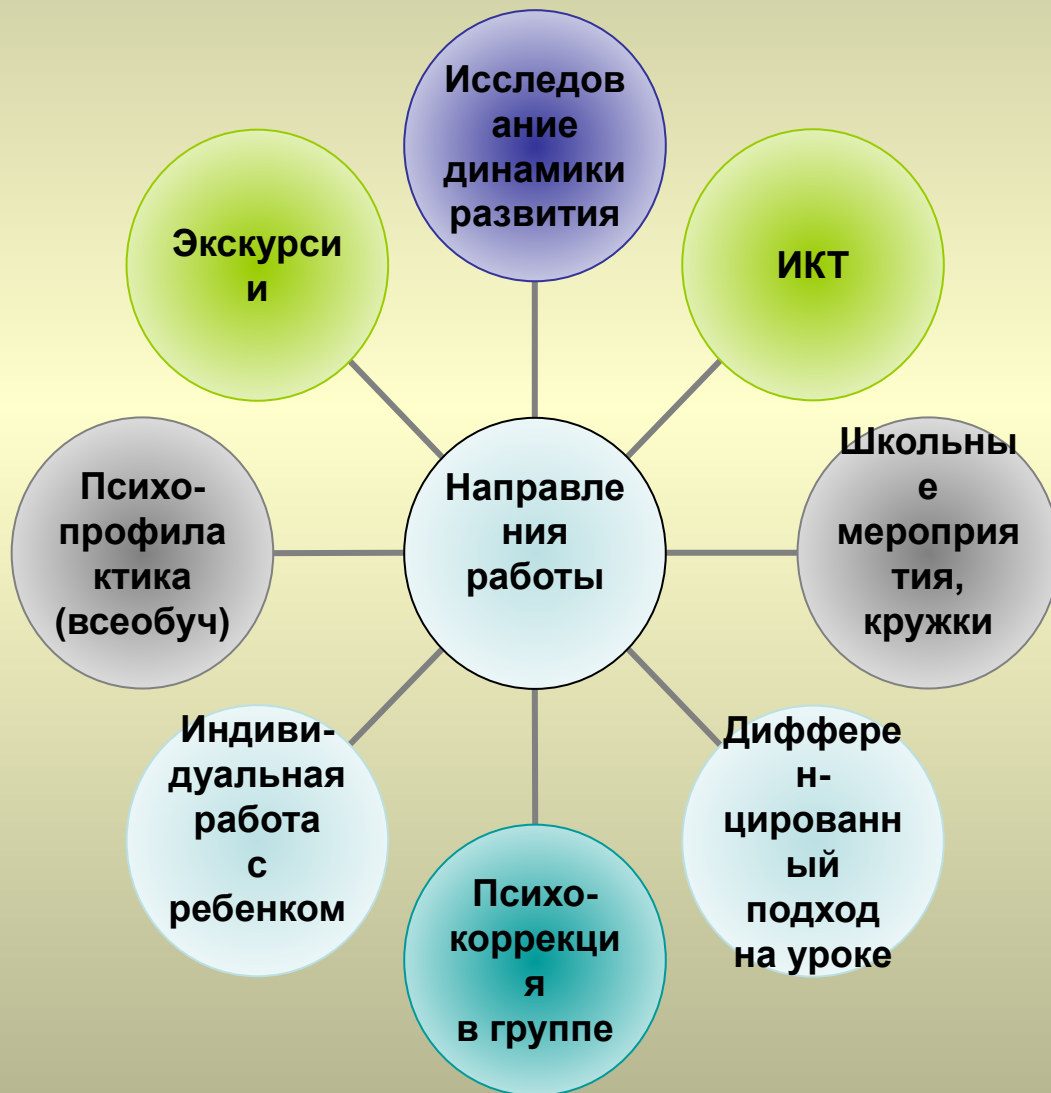 Исследов
ание
динамики
развития
Экскурси
и
ИКТ
Психо-
профила
ктика
(всеобуч)
Направле
ния
работы
Школьны
е
мероприя
тия,
кружки
Индиви-
дуальная
работа
с
ребенком
Психо-
коррекци
я
в группе
Дифферен
н-
цированн
ый
подход
на уроке